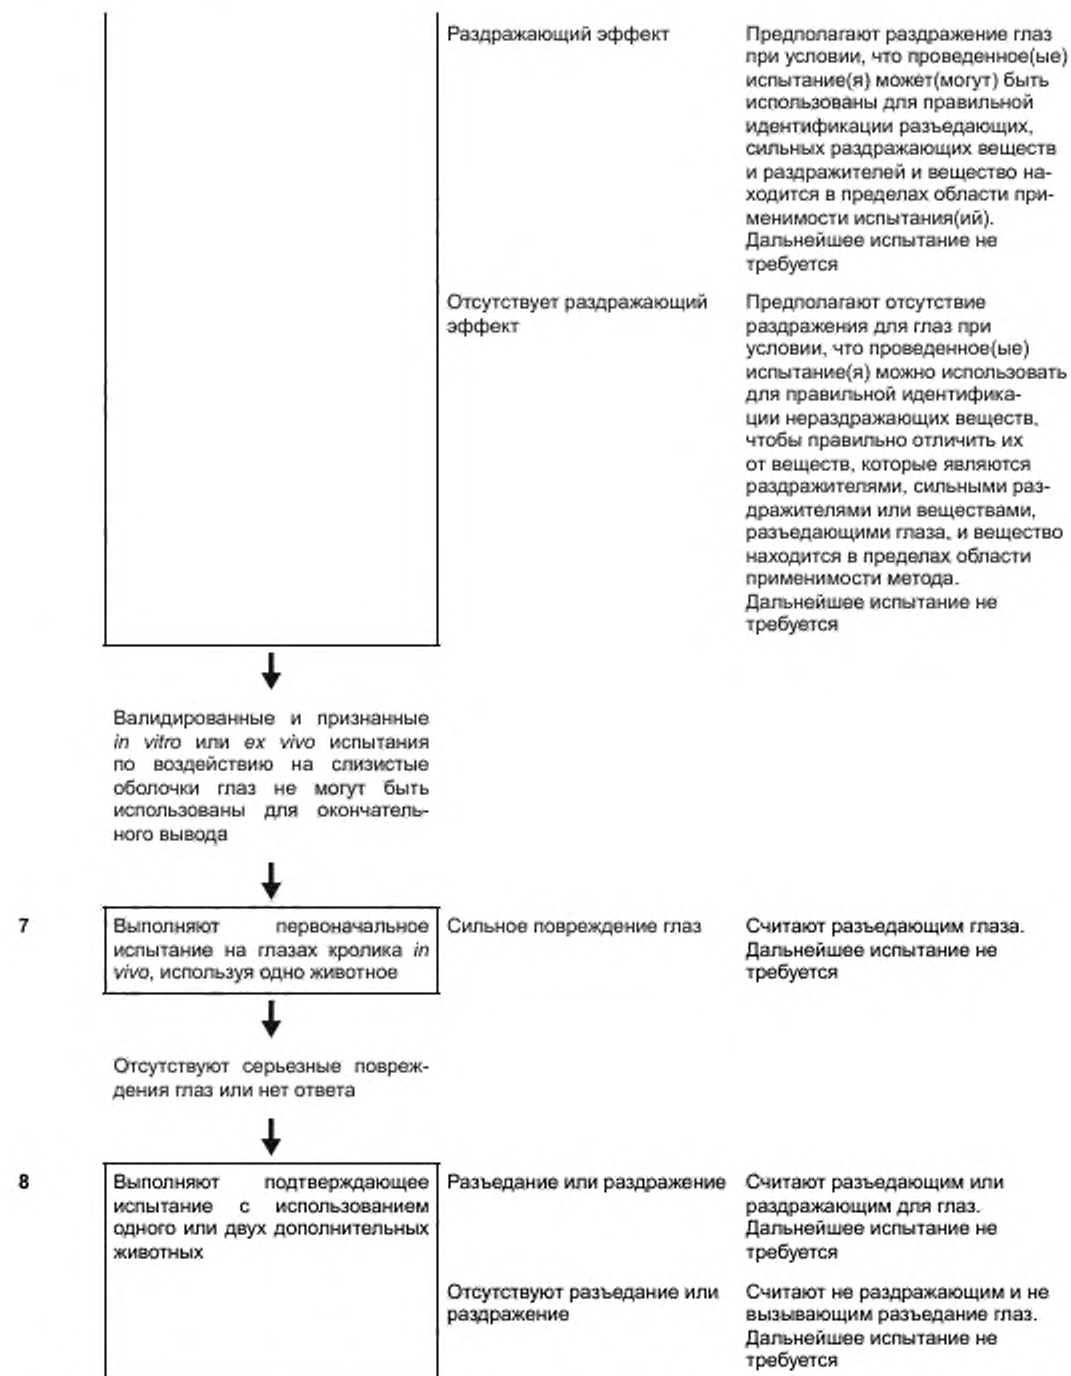 Раздражающий эффект
Предполагают раздражение глаз
при условии, что проведенное(ые)
испытание(я) может(могут) быть
использованы для правильной
идентификации разъедающих,
сильных раздражающих веществ
и раздражителей и вещество на-
ходится в пределах области при-
менимости испытания(ий).
Дальнейшее испытание не
требуется
Отсутствует раздражающий
эффект
Предполагают отсутствие
раздражения для глаз при
условии, что проведенное(ые)
испытание(я) можно использовать
для правильной идентифика-
ции нераздражающих веществ,
чтобы правильно отличить их
от веществ, которые являются
раздражителями, сильными раз-
дражителями или веществами,
разъедающими глаза, и вещество
находится в пределах области
применимости метода.
Дальнейшее испытание не
требуется
Валидированные и признанные
in vitro или ex vivo испытания
по воздействию на слизистые
оболочки глаз не могут быть
использованы для окончатель-
ного вывода
7
Выполняют первоначальное
испытание на глазах кролика in
vivo, используя одно животное
Сильное повреждение глаз
Считают разъедающим глаза.
Дальнейшее испытание не
требуется
Отсутствуют серьезные повреж-
дения глаз или нет ответа
8
Выполняют подтверждающее
испытание с использованием
одного или двух дополнительных
животных
Разъедание или раздражение
Считают разъедающим или
раздражающим для глаз.
Дальнейшее испытание не
требуется
Отсутствуют разъедание или
раздражение
Считают не раздражающим и не
вызывающим разъедание глаз.
Дальнейшее испытание не
требуется